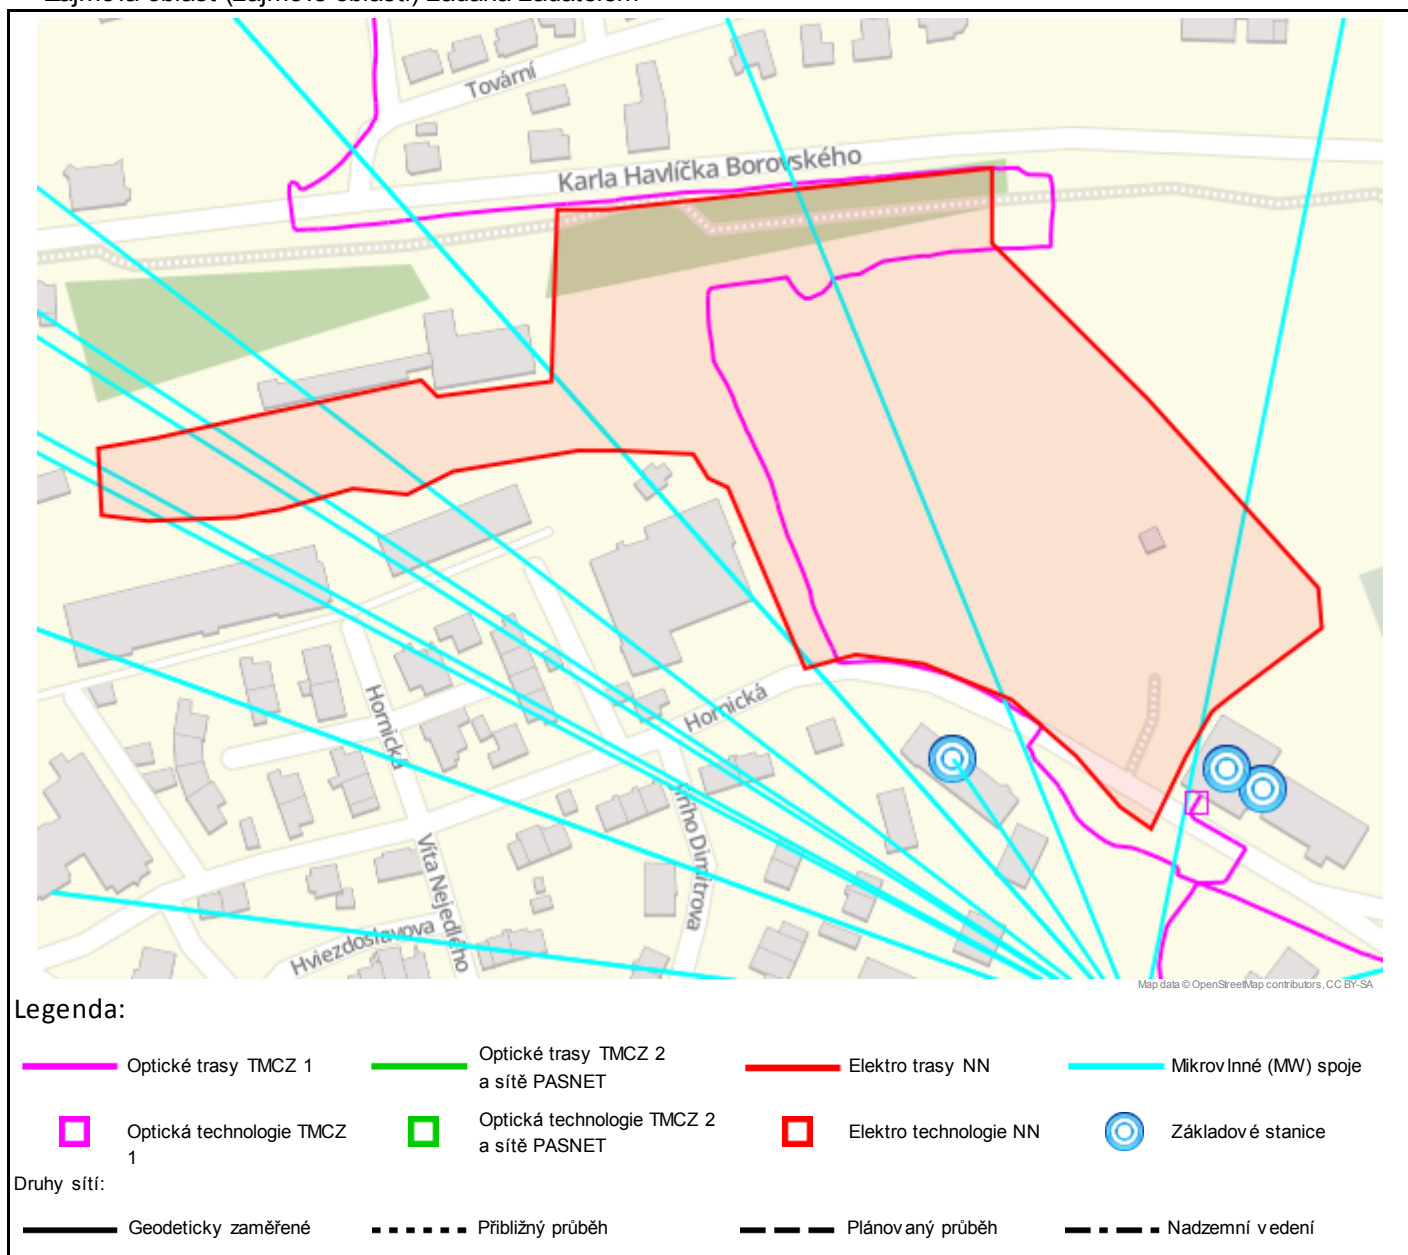 Tovární
Karla Havlíčka Borovského
Hornická
Hornická
Jiřího Dimitrova
Víta Nejedlého
Hviezdoslavova
Map data © OpenStreetMap contributors, CC BY-SA
Legenda:
Optické trasy TMCZ 1
Optické trasy TMCZ 2
a sítě PASNET
Elektro trasy NN
Mikrovlnné (MW) spoje
Optická technologie TMCZ
1
Optická technologie TMCZ 2
a sítě PASNET
Elektro technologie NN
Základové stanice
Druhy sítí:
Geodeticky zaměřené
Přibližný průběh
Plánovaný průběh
Nadzemní vedení